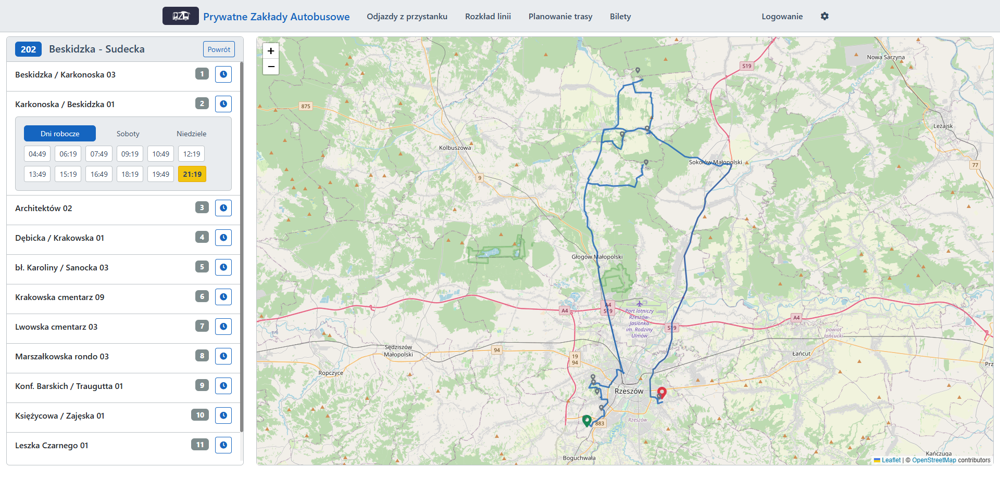 PZA Prywatne Zakłady Autobusowe Odjazdy z przystanku Rozkład linii Planowanie trasy Bilety Logowanie
202 Beskidzka - Sudecka Powrót
Beskidzka / Karkonoska 03 1
Karkonoska / Beskidzka 01 2
Dni robocze Soboty Niedziele
04:49 06:19 07:49 09:19 10:49 12:19
13:49 15:19 16:49 18:19 19:49 21:19
Architektów 02 3
Dębicka / Krakowska 01 4
bł. Karoliny / Sanocka 03 5
Krakowska cmentarz 09 6
Lwowska cmentarz 03 7
Marszałkowska rondo 03 8
Konf. Barskich / Traugutta 01 9
Księżycowa / Zajęska 01 10
Leszka Czarnego 01 11
+
−
Nowa Sarzyna
S19
875
Leżajsk
Kolbuszowa
Sokołów Małopolski
77
9
Głogów Małopolski
A4
S19
A4
Port lotniczy
Rzeszów-
Jasionka
im. Rodziny
Ulmów
A4
S19
powiat
łańcucki
Sędziszów
Małopolski
94
19
94
Łańcut
Prz
Ropczyce
Rzeszów
Rzeszów
883
Boguchwała
Kańczuga
Leaflet | © OpenStreetMap contributors